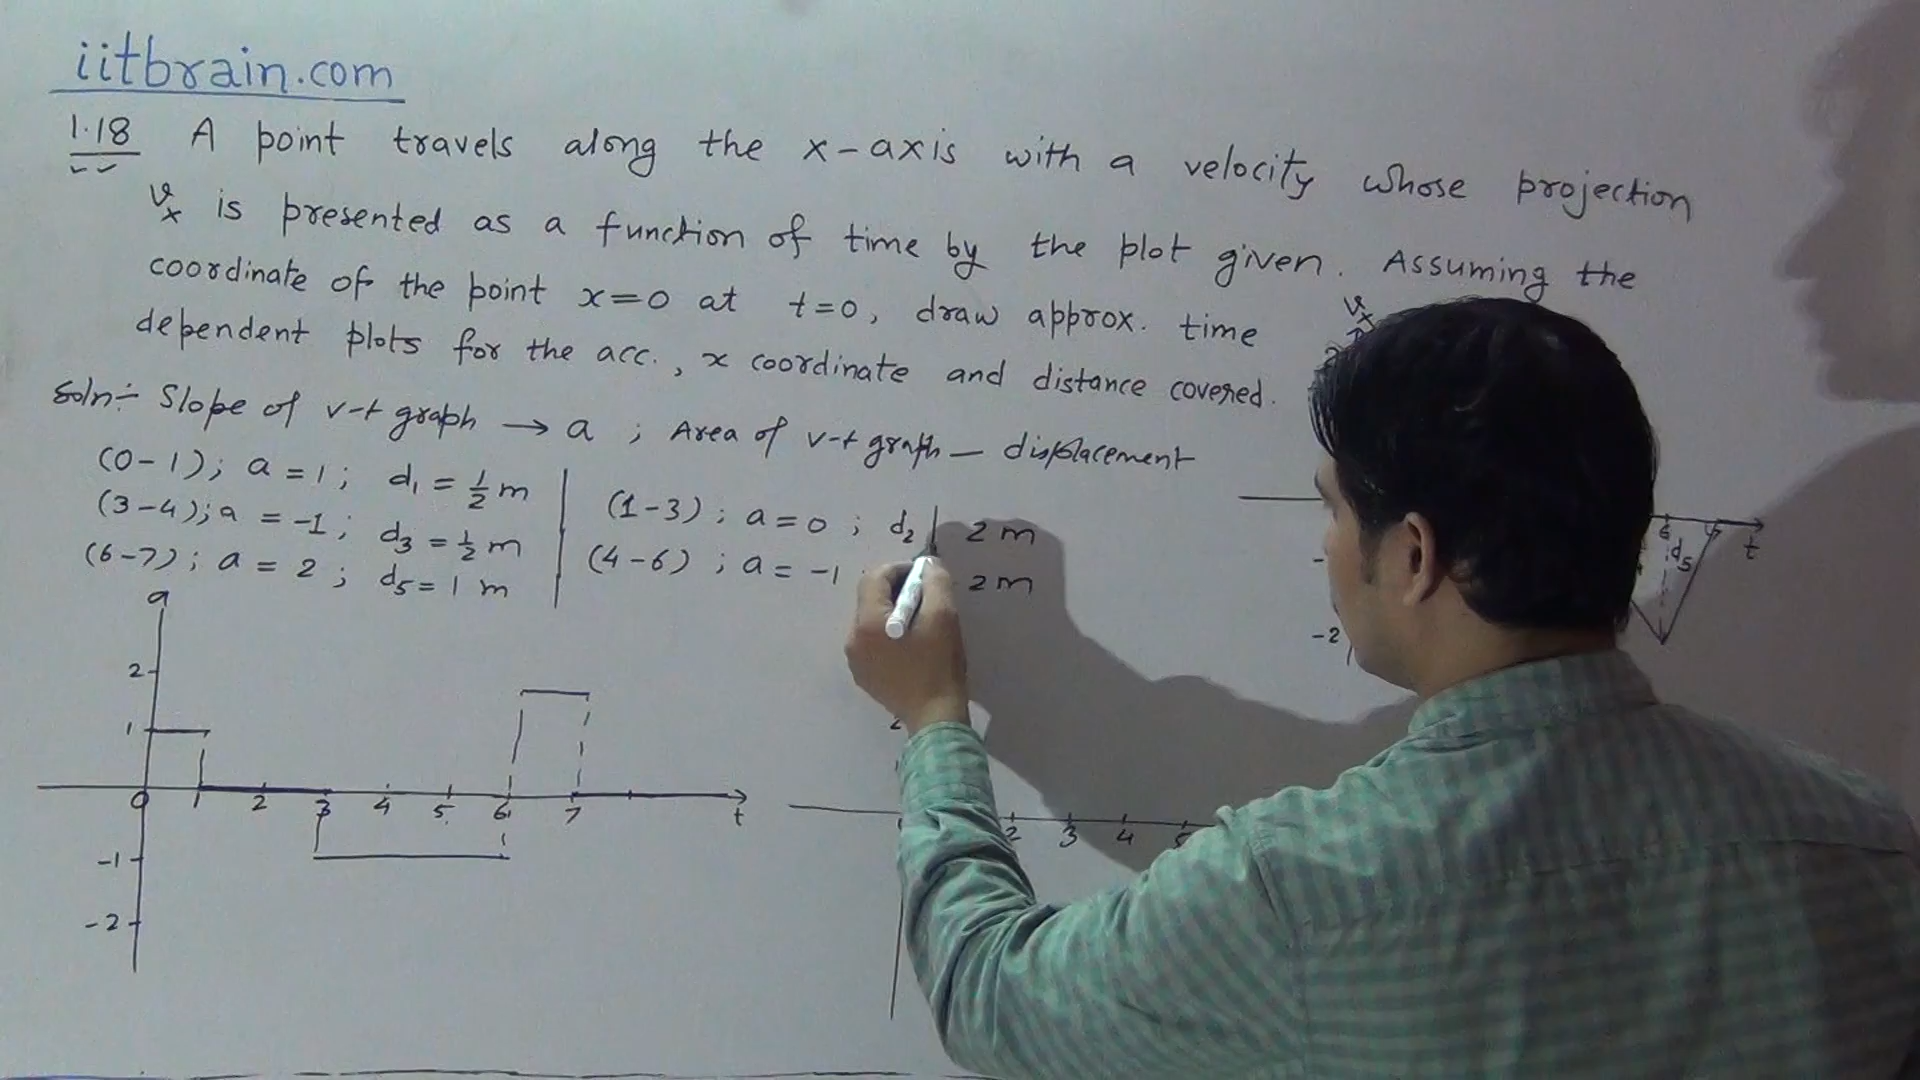 iitbrain.com
1.18 A point travels along the x-axis with a velocity whose projection
vx is presented as a function of time by the plot given. Assuming the
coordinate of the point x=0 at t=0, draw approx. time
dependent plots for the acc., x coordinate and distance covered.
Soln:- Slope of v-t graph → a ; Area of v-t graph — displacement
(0-1); a = 1; d₁ = 1/2 m
(1-3); a = 0; d₂ 2 m
(3-4); a = -1; d₃ = 1/2 m
(4-6); a = -1 2 m
(6-7); a = 2; d₅ = 1 m
vx
-2
6
d₅
t
a
2
1
0 1 2 3 4 5 6 7 t
-1
-2
2 3 4 5